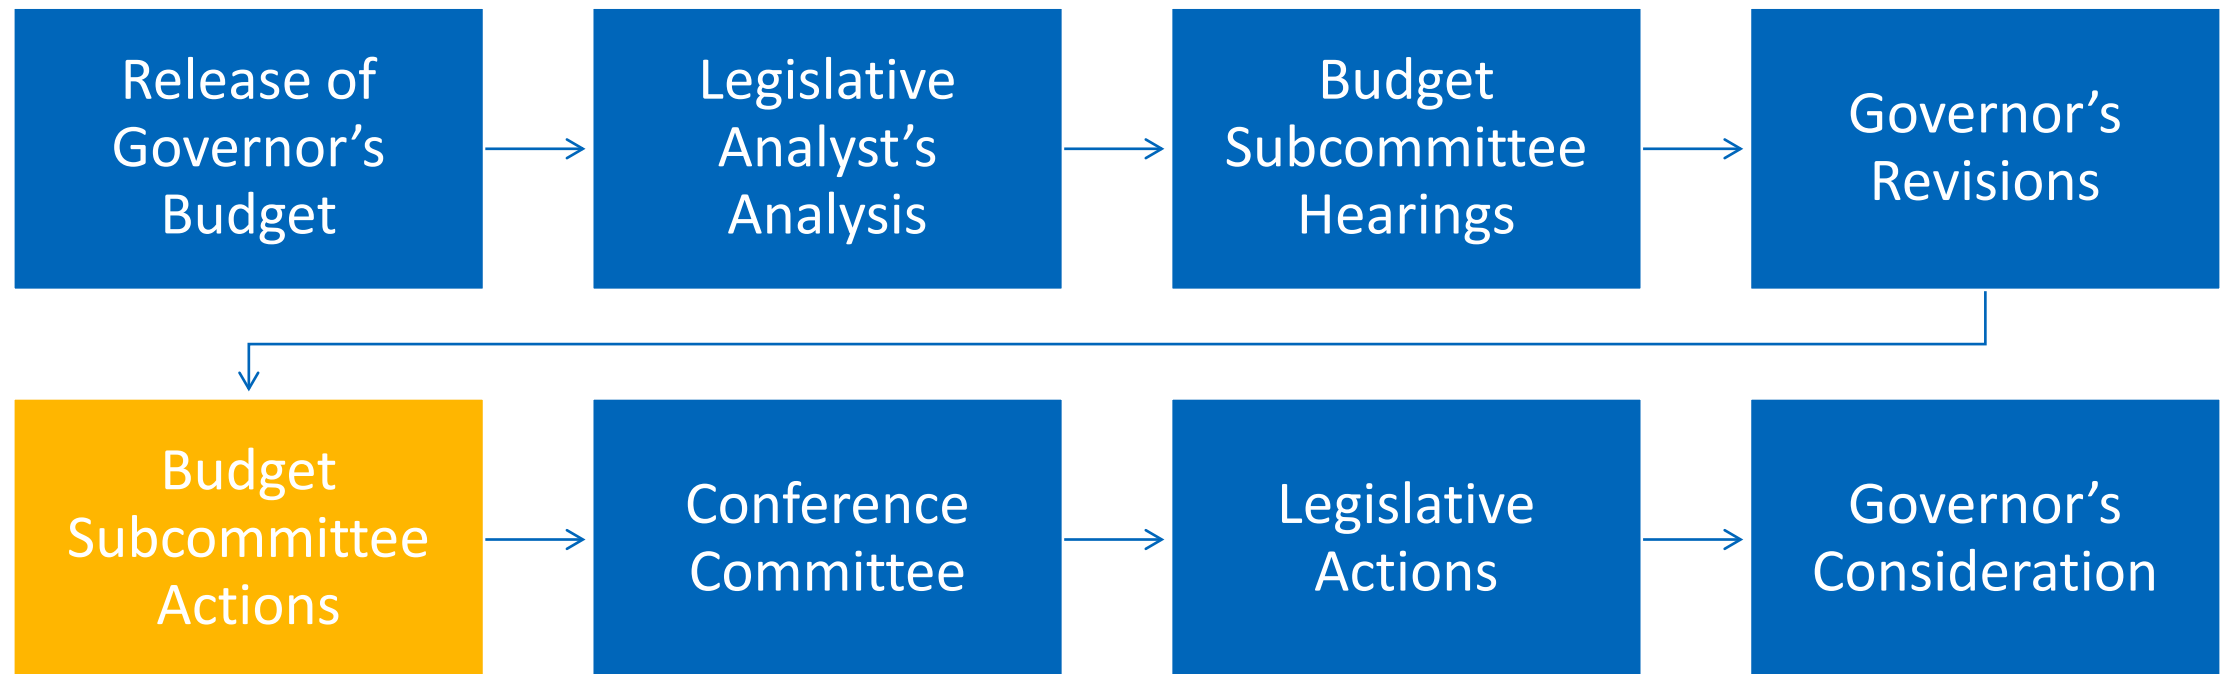 Release of
Governor’s
Budget
Legislative
Analyst’s
Analysis
Budget
Subcommittee
Hearings
Governor’s
Revisions
Budget
Subcommittee
Actions
Conference
Committee
Legislative
Actions
Governor’s
Consideration